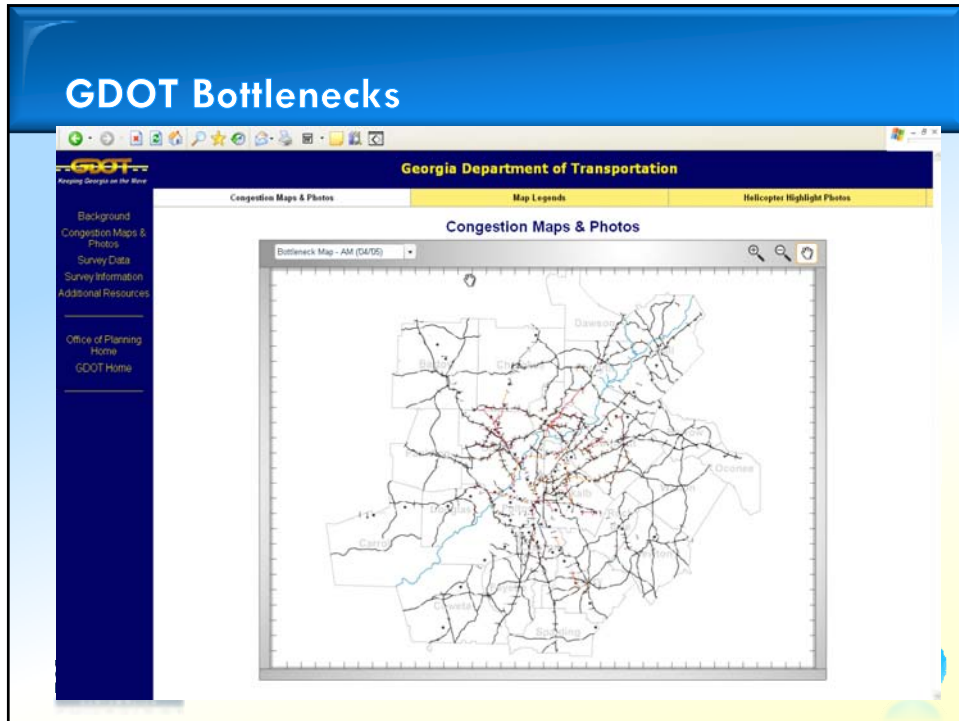 GDOT Bottlenecks
GDOT
Keeping Georgia on the Move
Georgia Department of Transportation
Congestion Maps & Photos
Map Legends
Helicopter Highlight Photos
Background
Congestion Maps &
Photos
Survey Data
Survey Information
Additional Resources
Office of Planning
Home
GDOT Home
Congestion Maps & Photos
Bottleneck Map - AM (04/05)
Dawson
Oconee
Douglas
Carroll
Coweta
Spalding